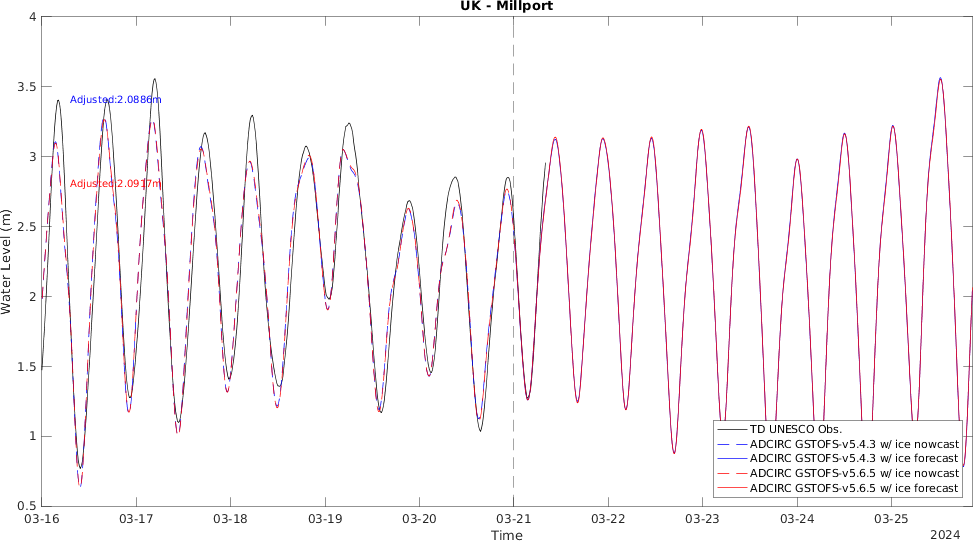 UK - Millport
Water Level (m)
4
3.5
3
2.5
2
1.5
1
0.5
Adjusted:2.0886m
Adjusted:2.0917m
TD UNESCO Obs.
ADCIRC GSTOFS-v5.4.3 w/ ice nowcast
ADCIRC GSTOFS-v5.4.3 w/ ice forecast
ADCIRC GSTOFS-v5.6.5 w/ ice nowcast
ADCIRC GSTOFS-v5.6.5 w/ ice forecast
03-16 03-17 03-18 03-19 03-20 03-21 03-22 03-23 03-24 03-25
Time
2024